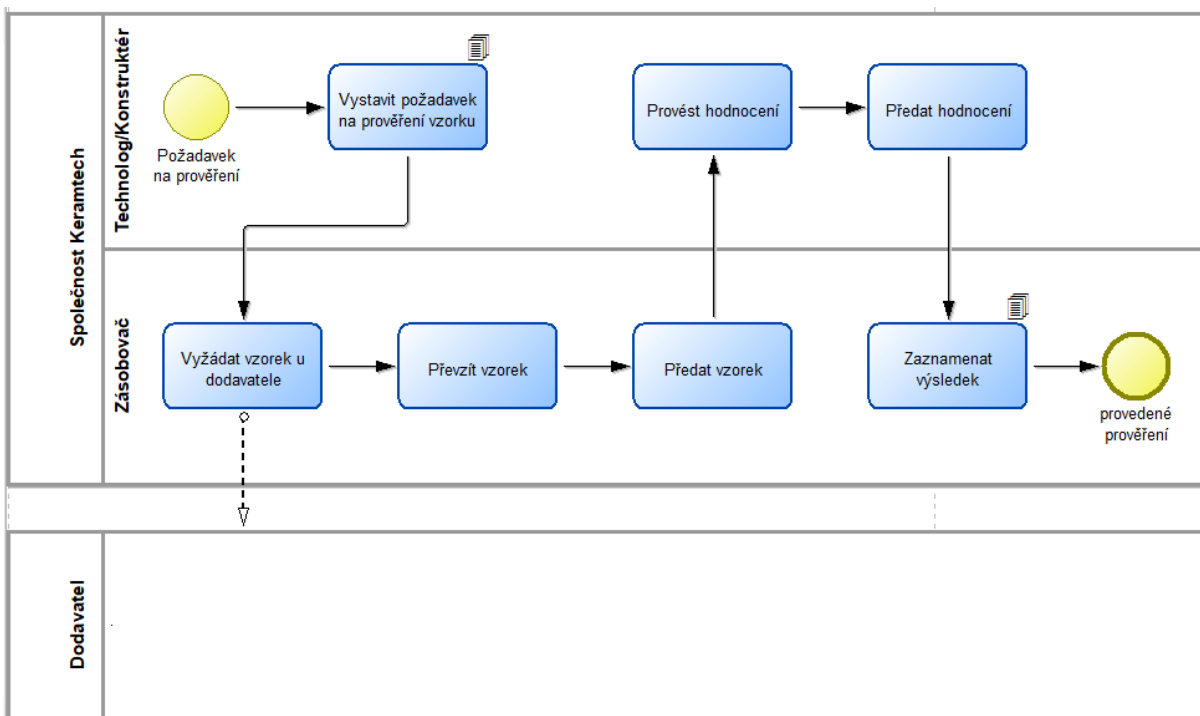 Společnost Keramtech
Technolog/Konstruktér
Požadavek
na prověření
Vystavit požadavek
na prověření vzorku
Provést hodnocení
Předat hodnocení
Zásobovač
Vyžádat vzorek u
dodavatele
Převzít vzorek
Předat vzorek
Zaznamenat
výsledek
provedené
prověření
Dodavatel